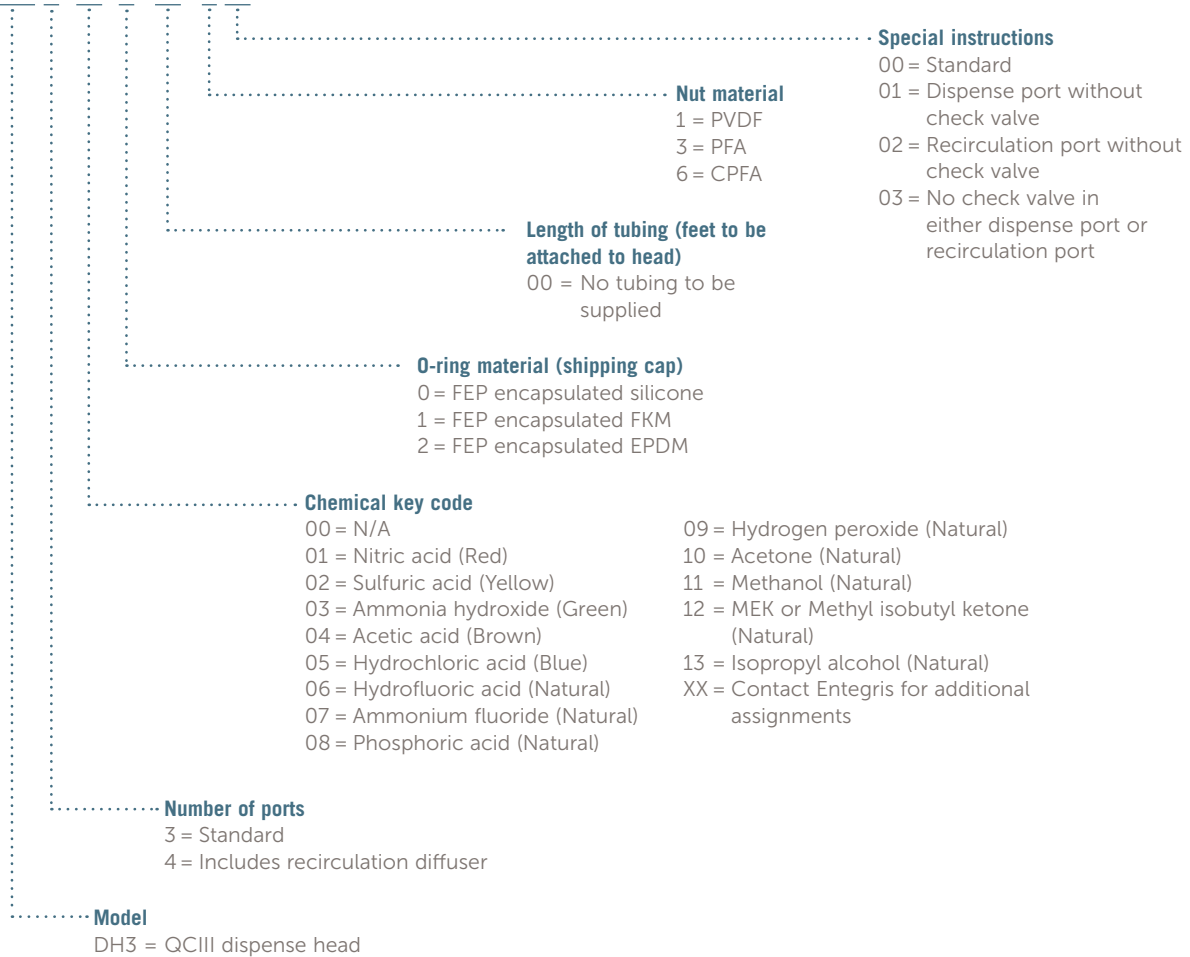 Special instructions
00 = Standard
01 = Dispense port without
check valve
02 = Recirculation port without
check valve
03 = No check valve in
either dispense port or
recirculation port
Nut material
1 = PVDF
3 = PFA
6 = CPFA
Length of tubing (feet to be
attached to head)
00 = No tubing to be
supplied
O-ring material (shipping cap)
0 = FEP encapsulated silicone
1 = FEP encapsulated FKM
2 = FEP encapsulated EPDM
Chemical key code
00 = N/A
01 = Nitric acid (Red)
02 = Sulfuric acid (Yellow)
03 = Ammonia hydroxide (Green)
04 = Acetic acid (Brown)
05 = Hydrochloric acid (Blue)
06 = Hydrofluoric acid (Natural)
07 = Ammonium fluoride (Natural)
08 = Phosphoric acid (Natural)
09 = Hydrogen peroxide (Natural)
10 = Acetone (Natural)
11 = Methanol (Natural)
12 = MEK or Methyl isobutyl ketone
(Natural)
13 = Isopropyl alcohol (Natural)
XX = Contact Entegris for additional
assignments
Number of ports
3 = Standard
4 = Includes recirculation diffuser
Model
DH3 = QCIII dispense head